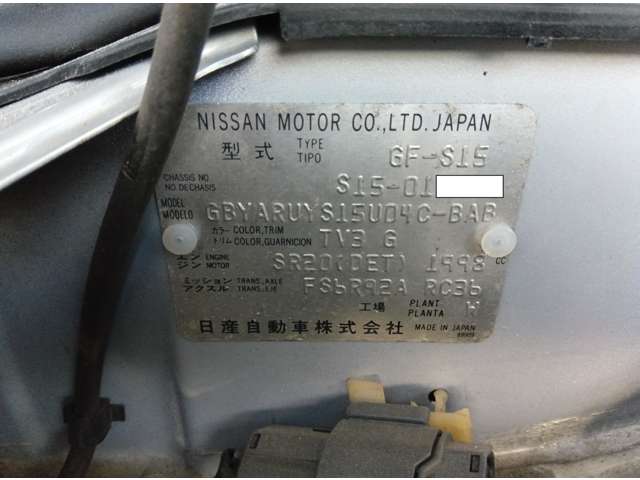 NISSAN MOTOR CO.,LTD. JAPAN
型式 TYPE TIPO GF-S15
CHASSIS NO NO DE CHASIS S15-01
MODEL MODELO GBYARUYS15U04C-BAB
カラー トリム COLOR,TRIM COLOR,GUARNICION TV2 G
エンジン ENGINE MOTOR SR20(DET) 1998 CC
ミッション アクスル TRANS.,AXLE TRANS.,EJE FS6R92A RC36
工場 PLANT PLANTA W
日産自動車株式会社 MADE IN JAPAN